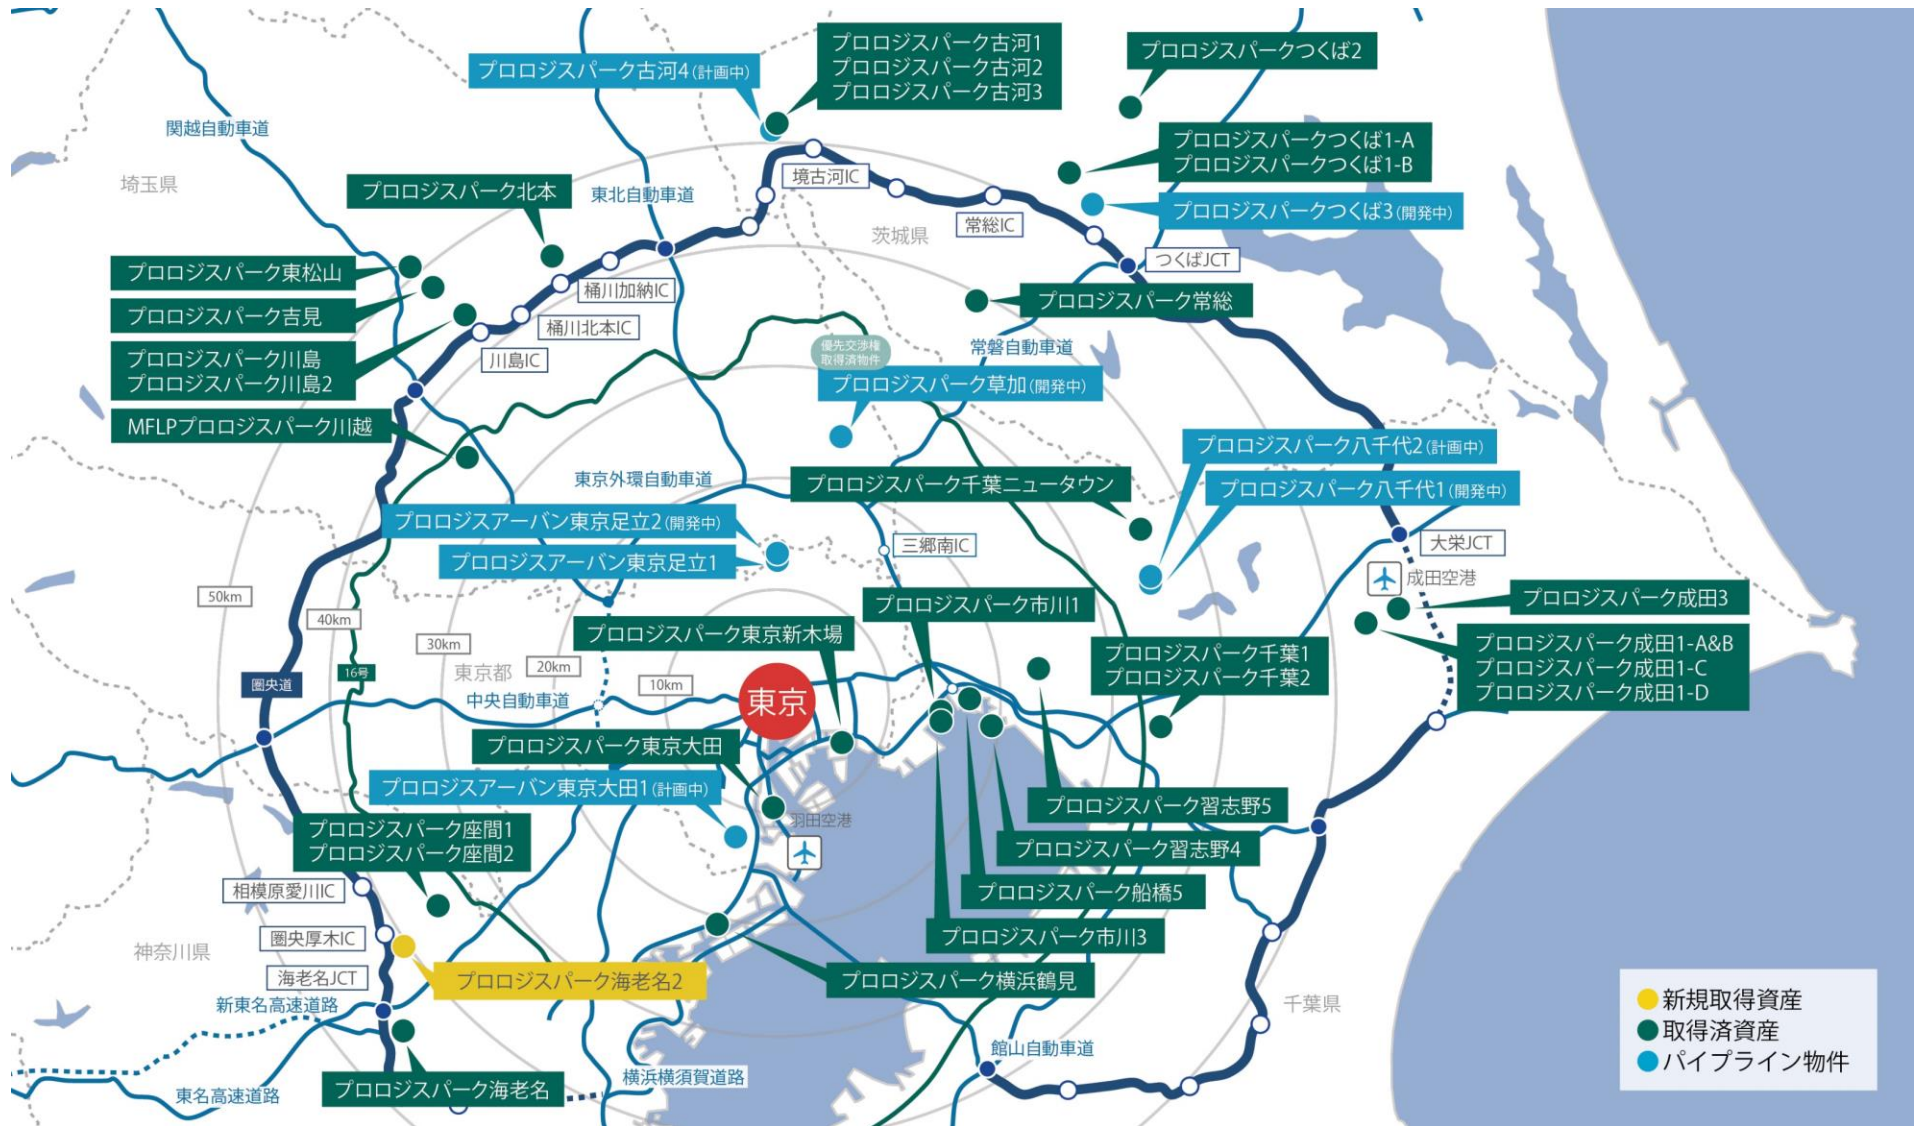 プロロジスパーク古河4(計画中)
プロロジスパーク古河1
プロロジスパーク古河2
プロロジスパーク古河3
プロロジスパークつくば2
関越自動車道
プロロジスパークつくば1-A
プロロジスパークつくば1-B
埼玉県
プロロジスパーク北本
東北自動車道
境古河IC
プロロジスパークつくば3(開発中)
茨城県
常総IC
つくばJCT
プロロジスパーク東松山
桶川加納IC
プロロジスパーク常総
プロロジスパーク吉見
桶川北本IC
優先交渉権
取得済物件
常磐自動車道
プロロジスパーク川島
プロロジスパーク川島2
川島IC
プロロジスパーク草加(開発中)
MFLPプロロジスパーク川越
プロロジスパーク八千代2(計画中)
東京外環自動車道
プロロジスパーク千葉ニュータウン
プロロジスパーク八千代1(開発中)
プロロジスアーバン東京足立2(開発中)
三郷南IC
大栄JCT
プロロジスアーバン東京足立1
成田空港
50km
プロロジスパーク市川1
プロロジスパーク成田3
40km
プロロジスパーク東京新木場
30km
20km
プロロジスパーク千葉1
プロロジスパーク千葉2
プロロジスパーク成田1-A&B
プロロジスパーク成田1-C
プロロジスパーク成田1-D
東京都
16号
圏央道
10km
東京
中央自動車道
プロロジスパーク東京大田
プロロジスアーバン東京大田1(計画中)
プロロジスパーク習志野5
羽田空港
プロロジスパーク座間1
プロロジスパーク座間2
プロロジスパーク習志野4
相模原愛川IC
プロロジスパーク船橋5
圏央厚木IC
プロロジスパーク市川3
神奈川県
海老名JCT
プロロジスパーク海老名2
プロロジスパーク横浜鶴見
新東名高速道路
千葉県
新規取得資産
取得済資産
パイプライン物件
館山自動車道
横浜横須賀道路
プロロジスパーク海老名
東名高速道路